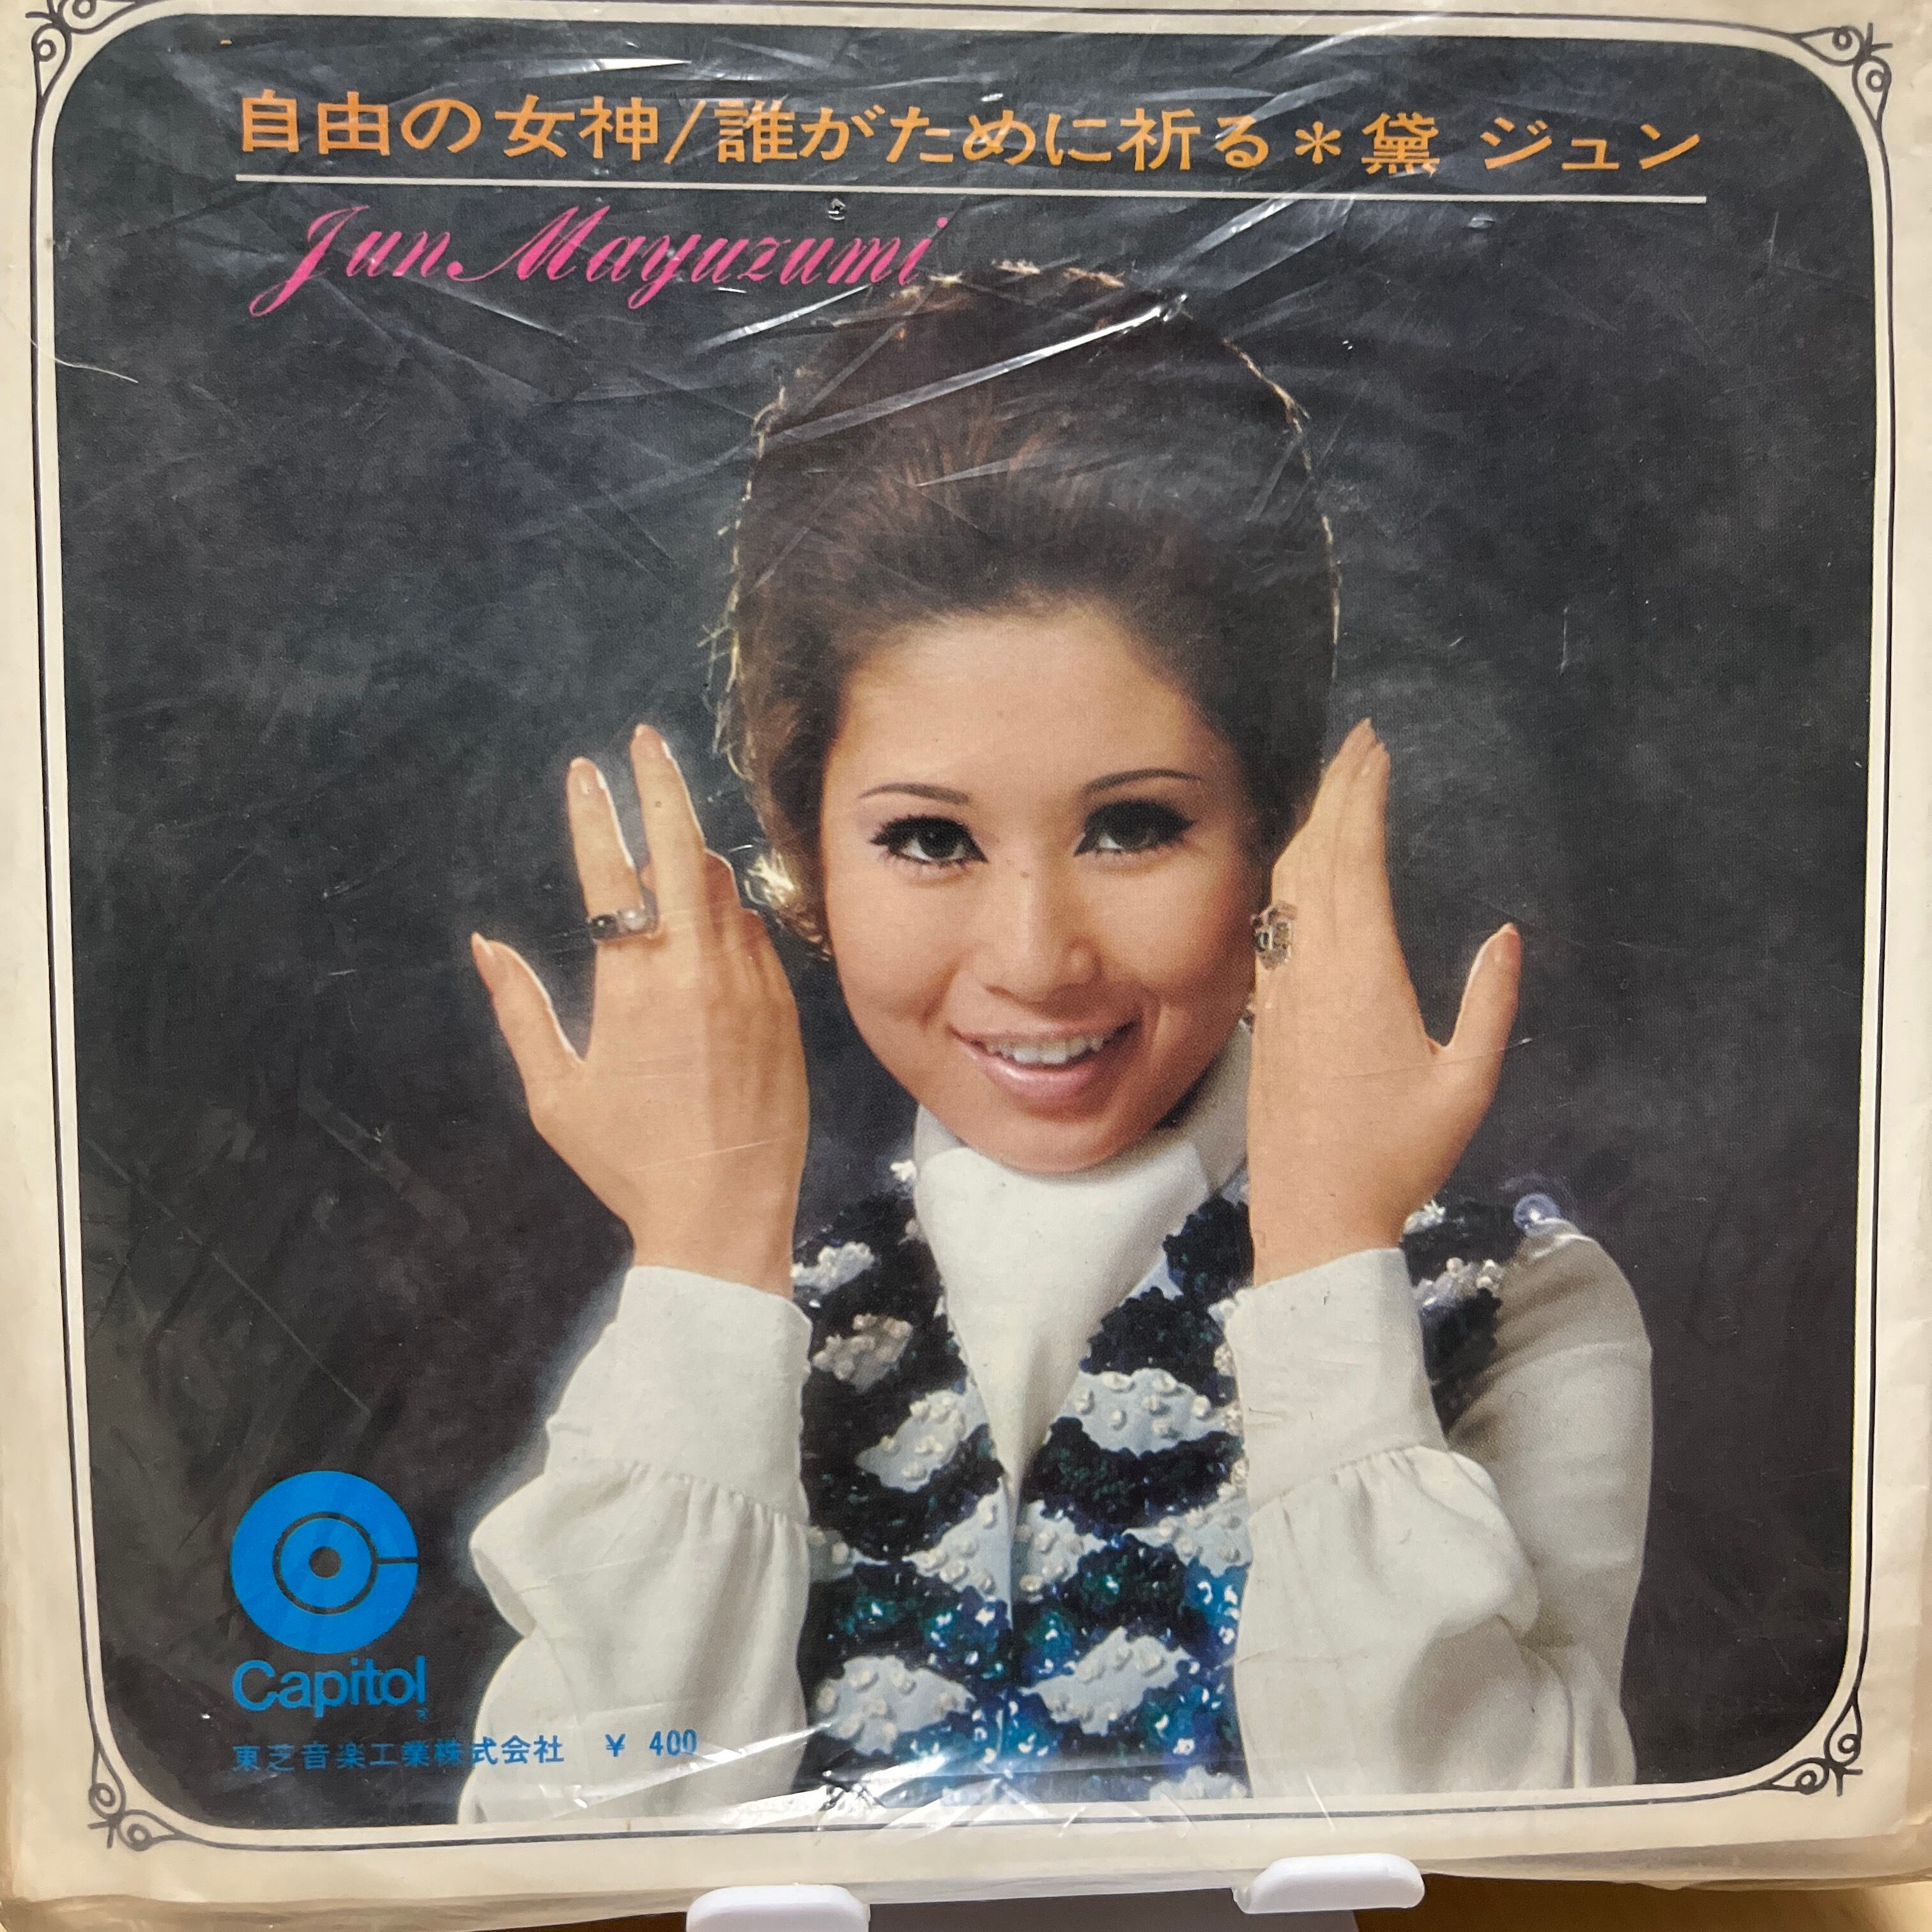 自由の女神/誰がために祈る＊黛 ジュン
Jun Mayuzumi
Capitol
東芝音楽工業株式会社 ¥ 400